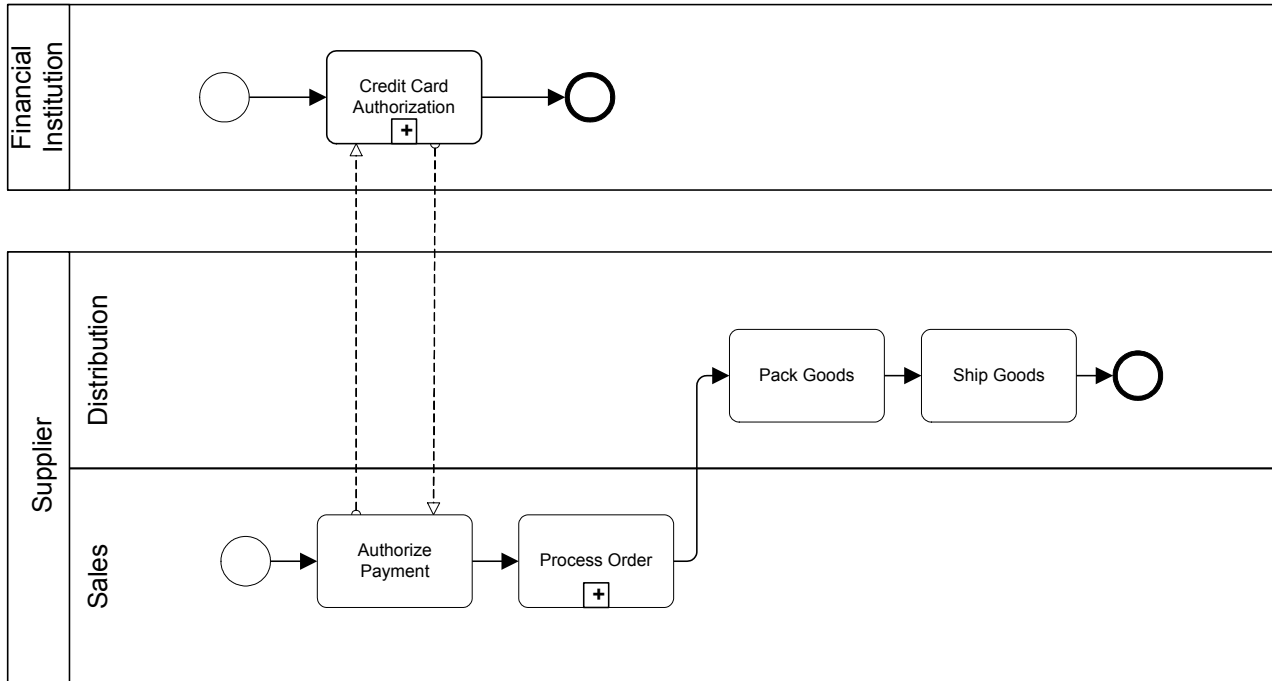 Financial
Institution
Credit Card
Authorization
+
Supplier
Distribution
Pack Goods
Ship Goods
Sales
Authorize
Payment
Process Order
+